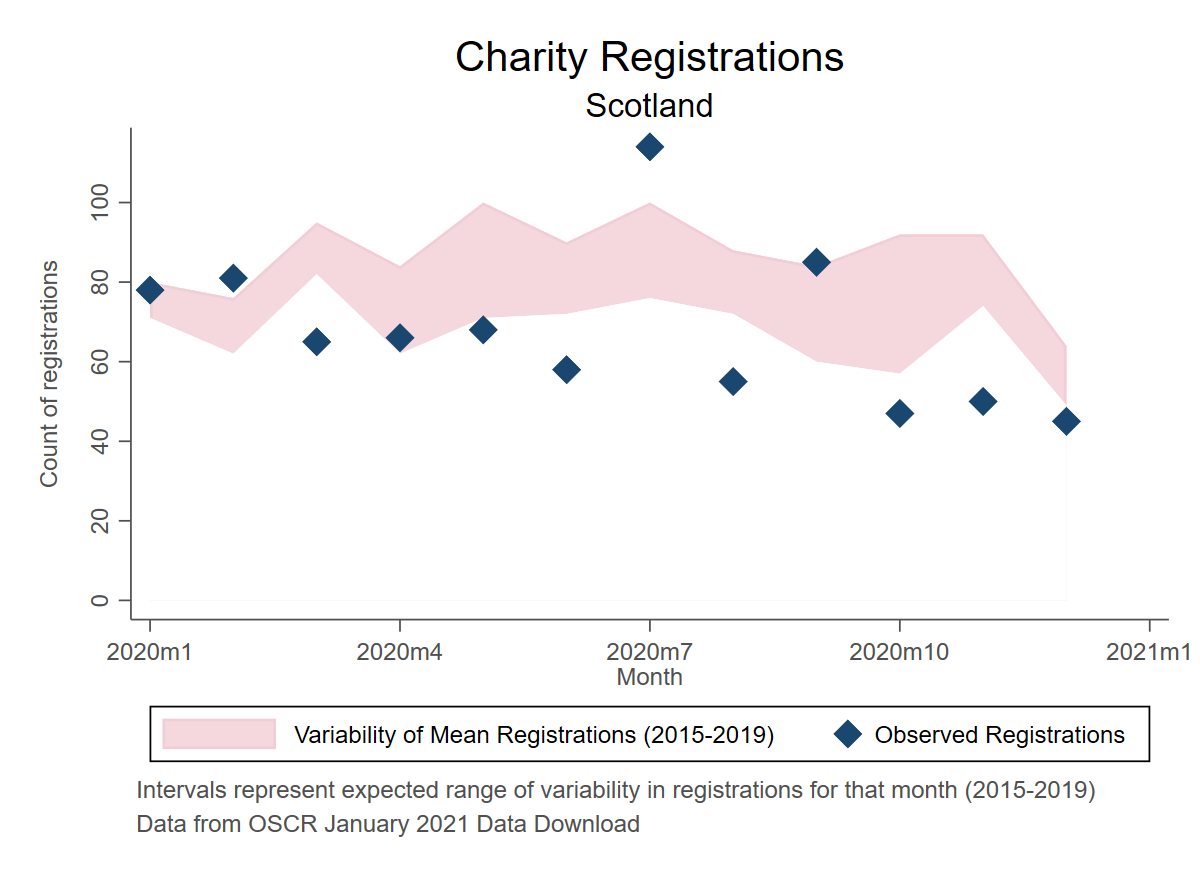 Charity Registrations
Scotland
Count of registrations
100
80
60
40
20
0
2020m1 2020m4 2020m7 2020m10 2021m1
Month
Variability of Mean Registrations (2015-2019) Observed Registrations
Intervals represent expected range of variability in registrations for that month (2015-2019)
Data from OSCR January 2021 Data Download